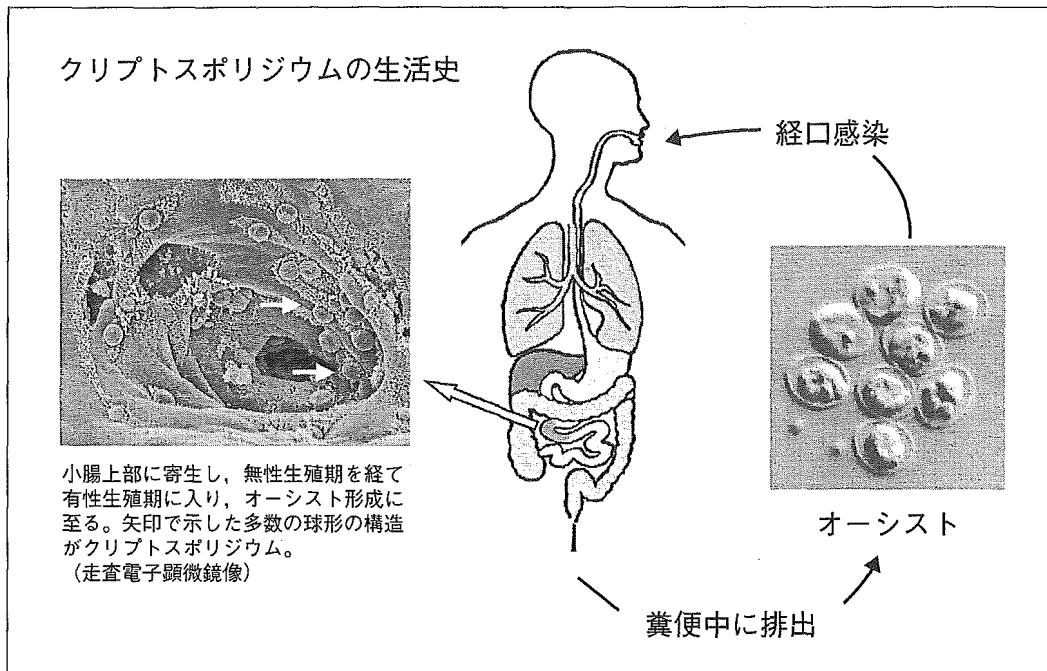 クリプトスポリジウムの生活史
経口感染
小腸上部に寄生し，無性生殖期を経て
有性生殖期に入り，オーシスト形成に
至る。矢印で示した多数の球形の構造
がクリプトスポリジウム。
（走査電子顕微鏡像）
オーシスト
糞便中に排出